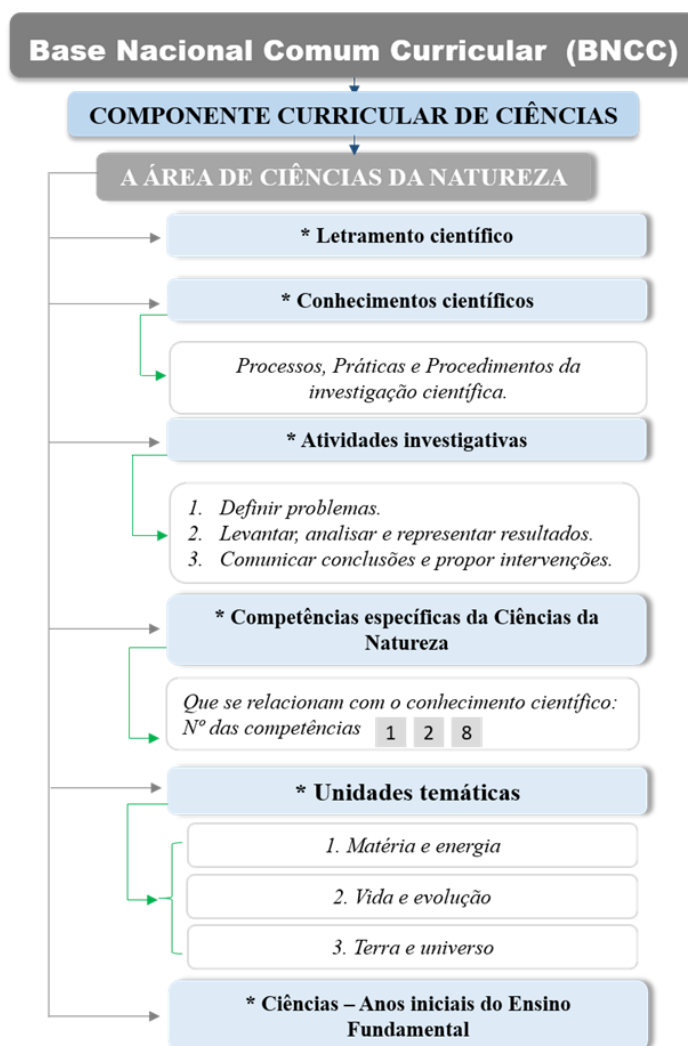 Base Nacional Comum Curricular (BNCC)
COMPONENTE CURRICULAR DE CIÊNCIAS
A ÁREA DE CIÊNCIAS DA NATUREZA
* Letramento científico
* Conhecimentos científicos
Processos, Práticas e Procedimentos da
investigação científica.
* Atividades investigativas
1. Definir problemas.
2. Levantar, analisar e representar resultados.
3. Comunicar conclusões e propor intervenções.
* Competências específicas da Ciências da
Natureza
Que se relacionam com o conhecimento científico:
Nº das competências 1 2 8
* Unidades temáticas
1. Matéria e energia
2. Vida e evolução
3. Terra e universo
* Ciências – Anos iniciais do Ensino
Fundamental